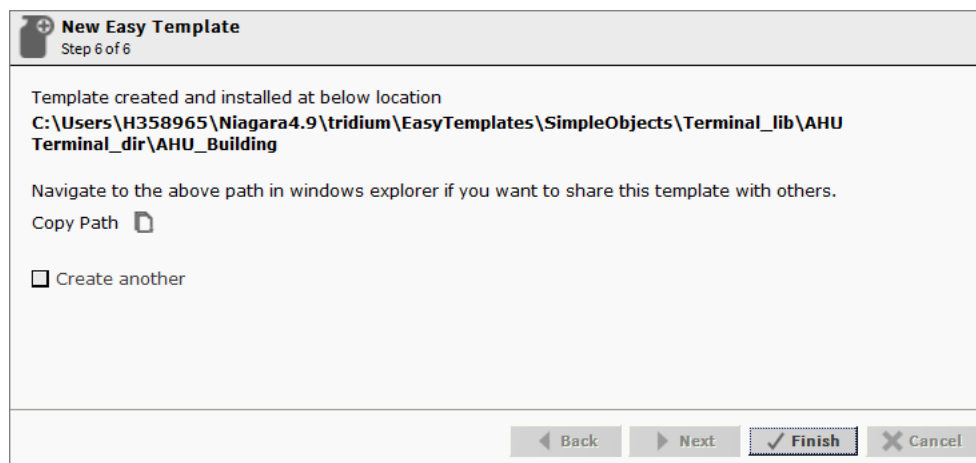 New Easy Template
Step 6 of 6
Template created and installed at below location
C:\Users\H358965\Niagara4.9\tridium\EasyTemplates\SimpleObjects\Terminal_lib\AHU
Terminal_dir\AHU_Building
Navigate to the above path in windows explorer if you want to share this template with others.
Copy Path
Create another
Back Next Finish Cancel